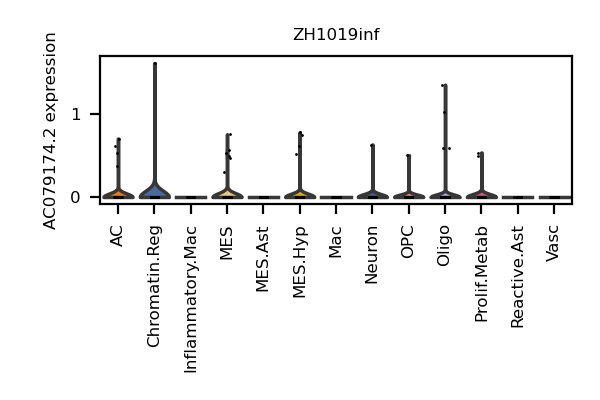 ZH1019inf
AC079174.2 expression
1
0
AC
Chromatin.Reg
Inflammatory.Mac
MES
MES.Ast
MES.Hyp
Mac
Neuron
OPC
Oligo
Prolif.Metab
Reactive.Ast
Vasc